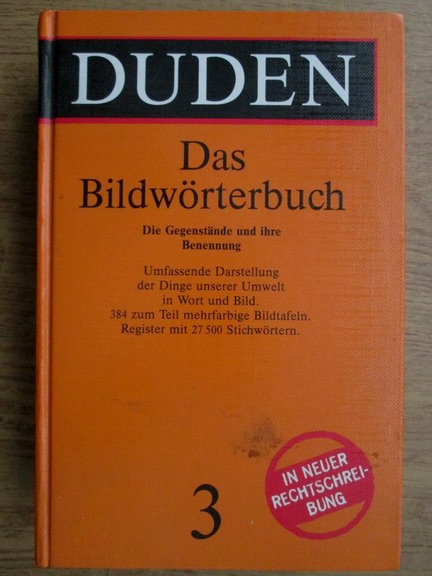 DUDEN
Das
Bildwörterbuch
Die Gegenstände und ihre
Benennung
Umfassende Darstellung
der Dinge unserer Umwelt
in Wort und Bild.
384 zum Teil mehrfarbige Bildtafeln.
Register mit 27 500 Stichwörtern.
IN NEUER
RECHTSCHREI-
BUNG
3